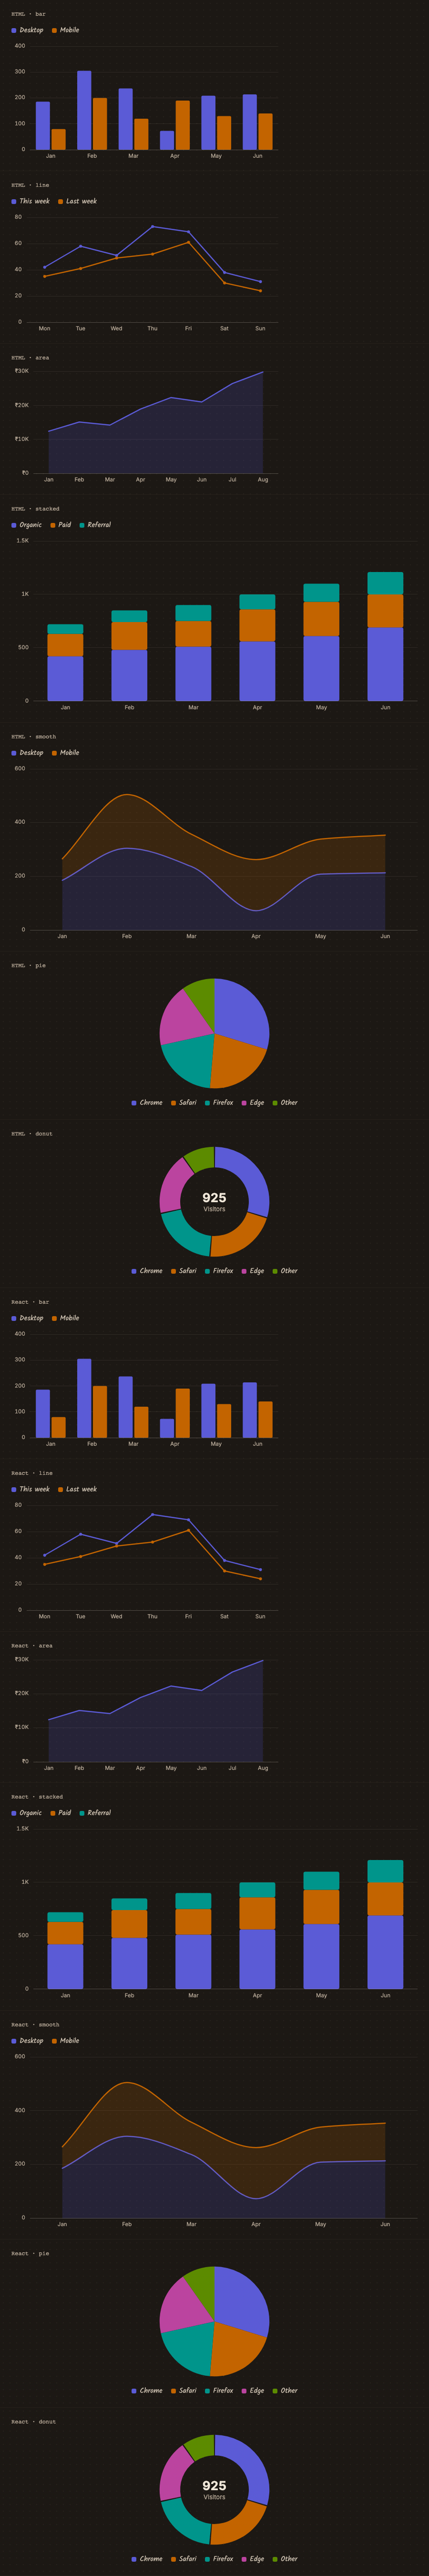 HTML · bar
Desktop Mobile
400
300
200
100
0
Jan Feb Mar Apr May Jun
HTML · line
This week Last week
80
60
40
20
0
Mon Tue Wed Thu Fri Sat Sun
HTML · area
₹30K
₹20K
₹10K
₹0
Jan Feb Mar Apr May Jun Jul Aug
HTML · stacked
Organic Paid Referral
1.5K
1K
500
0
Jan Feb Mar Apr May Jun
HTML · smooth
Desktop Mobile
600
400
200
0
Jan Feb Mar Apr May Jun
HTML · pie
Chrome Safari Firefox Edge Other
HTML · donut
925
Visitors
Chrome Safari Firefox Edge Other
React · bar
Desktop Mobile
400
300
200
100
0
Jan Feb Mar Apr May Jun
React · line
This week Last week
80
60
40
20
0
Mon Tue Wed Thu Fri Sat Sun
React · area
₹30K
₹20K
₹10K
₹0
Jan Feb Mar Apr May Jun Jul Aug
React · stacked
Organic Paid Referral
1.5K
1K
500
0
Jan Feb Mar Apr May Jun
React · smooth
Desktop Mobile
600
400
200
0
Jan Feb Mar Apr May Jun
React · pie
Chrome Safari Firefox Edge Other
React · donut
925
Visitors
Chrome Safari Firefox Edge Other